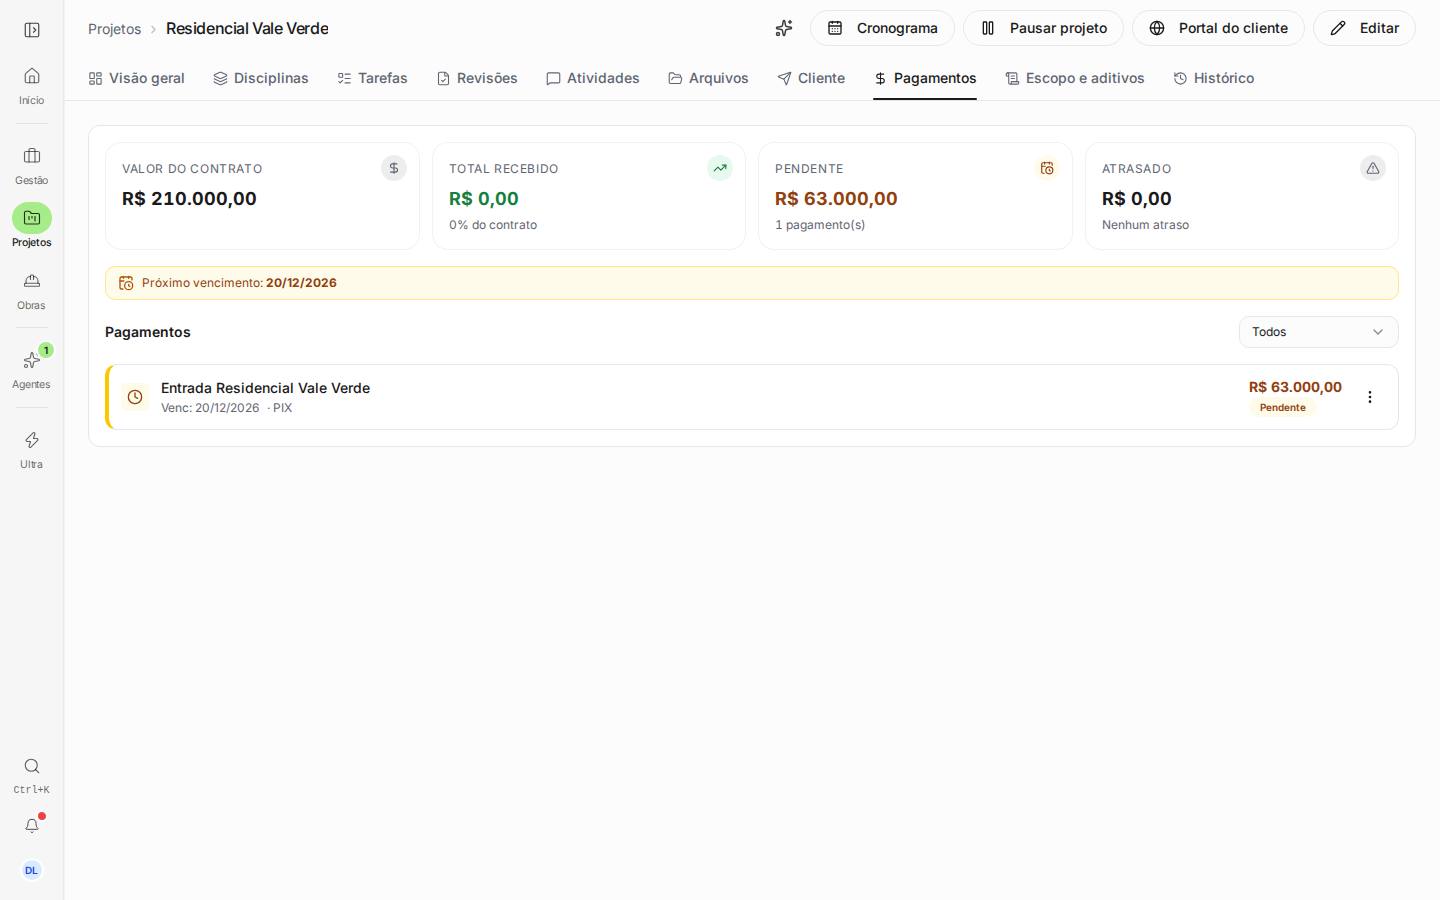 Projetos › Residencial Vale Verde
Cronograma
Pausar projeto
Portal do cliente
Editar
Visão geral
Disciplinas
Tarefas
Revisões
Atividades
Arquivos
Cliente
Pagamentos
Escopo e aditivos
Histórico
Início
Gestão
Projetos
Obras
1
Agentes
Ultra
Ctrl+K
DL
VALOR DO CONTRATO
R$ 210.000,00
TOTAL RECEBIDO
R$ 0,00
0% do contrato
PENDENTE
R$ 63.000,00
1 pagamento(s)
ATRASADO
R$ 0,00
Nenhum atraso
Próximo vencimento: 20/12/2026
Pagamentos
Todos
Entrada Residencial Vale Verde
Venc: 20/12/2026 · PIX
R$ 63.000,00
Pendente